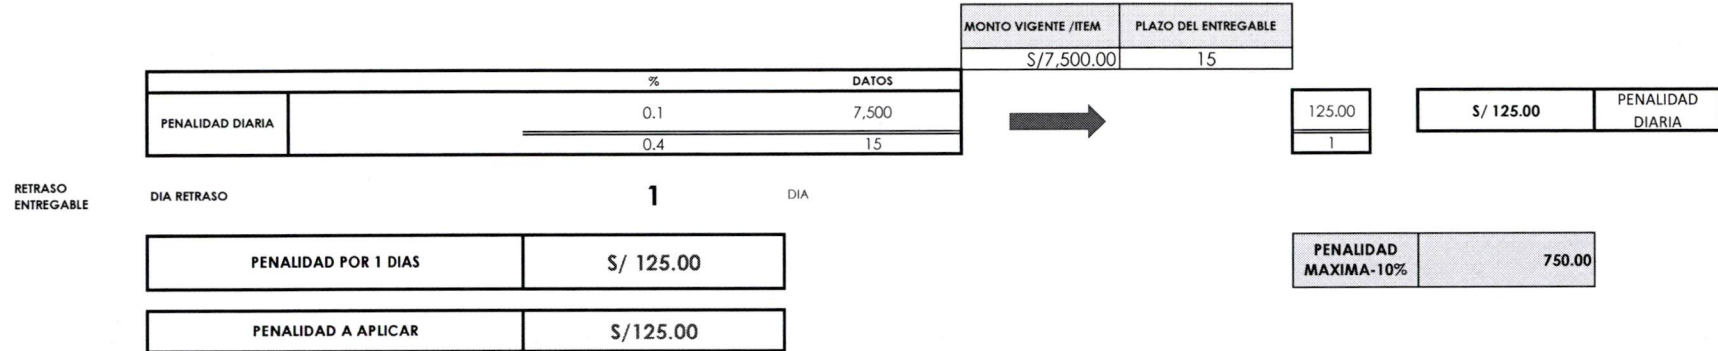 MONTO VIGENTE /ITEM PLAZO DEL ENTREGABLE
S/7,500.00 15
% DATOS
PENALIDAD DIARIA
0.1 7,500
0.4 15
125.00
1
S/ 125.00
PENALIDAD
DIARIA
RETRASO
ENTREGABLE
DIA RETRASO 1 DIA
PENALIDAD POR 1 DIAS S/ 125.00
PENALIDAD
MAXIMA-10%
750.00
PENALIDAD A APLICAR S/125.00